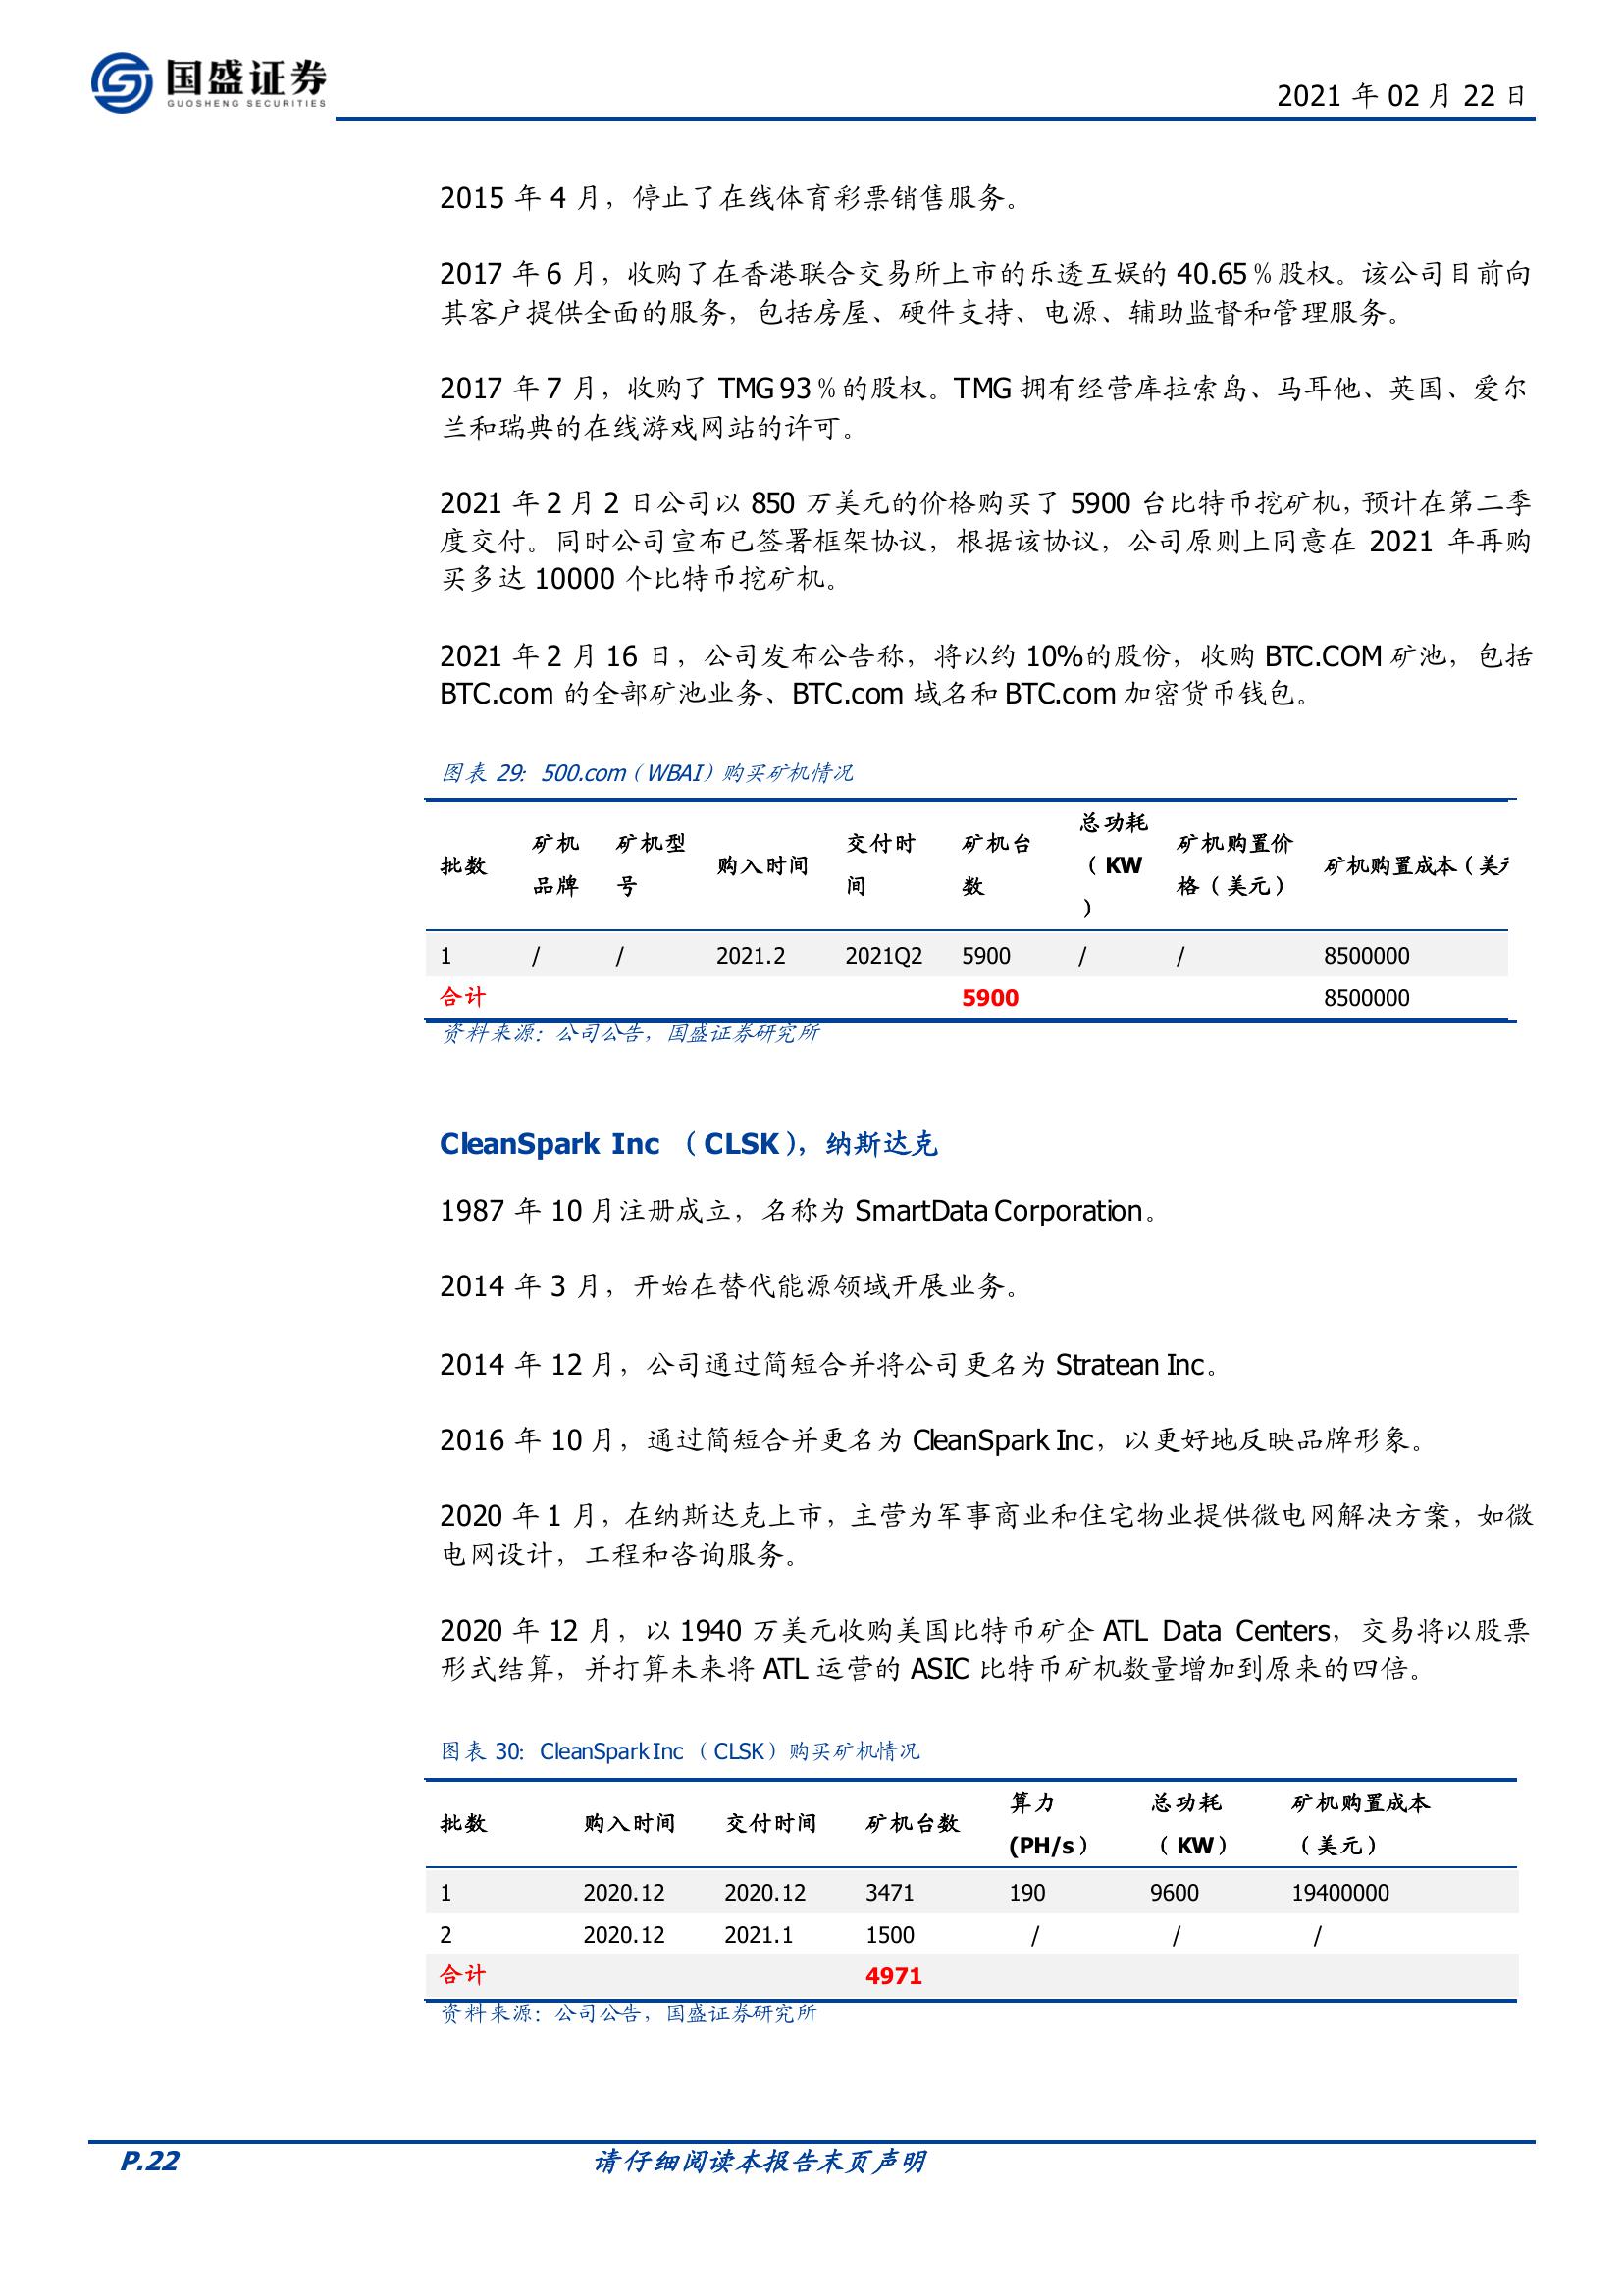 国盛证券
GUOSHENG SECURITIES
2021 年 02 月 22 日
2015 年 4 月，停止了在线体育彩票销售服务。
2017 年 6 月，收购了在香港联合交易所上市的乐透互娱的 40.65％股权。该公司目前向
其客户提供全面的服务，包括房屋、硬件支持、电源、辅助监督和管理服务。
2017 年 7 月，收购了 TMG 93％的股权。TMG 拥有经营库拉索岛、马耳他、英国、爱尔
兰和瑞典的在线游戏网站的许可。
2021 年 2 月 2 日公司以 850 万美元的价格购买了 5900 台比特币挖矿机，预计在第二季
度交付。同时公司宣布已签署框架协议，根据该协议，公司原则上同意在 2021 年再购
买多达 10000 个比特币挖矿机。
2021 年 2 月 16 日，公司发布公告称，将以约 10%的股份，收购 BTC.COM 矿池，包括
BTC.com 的全部矿池业务、BTC.com 域名和 BTC.com 加密货币钱包。
图表 29：500.com（WBAI）购买矿机情况
批数 矿机品牌 矿机型号 购入时间 交付时间 矿机台数 总功耗（KW） 矿机购置价格（美元） 矿机购置成本（美元
1 / / 2021.2 2021Q2 5900 / / 8500000
合计 5900 8500000
资料来源：公司公告，国盛证券研究所
CleanSpark Inc （CLSK），纳斯达克
1987 年 10 月注册成立，名称为 SmartData Corporation。
2014 年 3 月，开始在替代能源领域开展业务。
2014 年 12 月，公司通过简短合并将公司更名为 Stratean Inc。
2016 年 10 月，通过简短合并更名为 CleanSpark Inc，以更好地反映品牌形象。
2020 年 1 月，在纳斯达克上市，主营为军事商业和住宅物业提供微电网解决方案，如微
电网设计，工程和咨询服务。
2020 年 12 月，以 1940 万美元收购美国比特币矿企 ATL Data Centers，交易将以股票
形式结算，并打算未来将 ATL 运营的 ASIC 比特币矿机数量增加到原来的四倍。
图表 30：CleanSpark Inc （CLSK）购买矿机情况
批数 购入时间 交付时间 矿机台数 算力(PH/s） 总功耗（KW） 矿机购置成本（美元）
1 2020.12 2020.12 3471 190 9600 19400000
2 2020.12 2021.1 1500 / / /
合计 4971
资料来源：公司公告，国盛证券研究所
P.22 请仔细阅读本报告末页声明